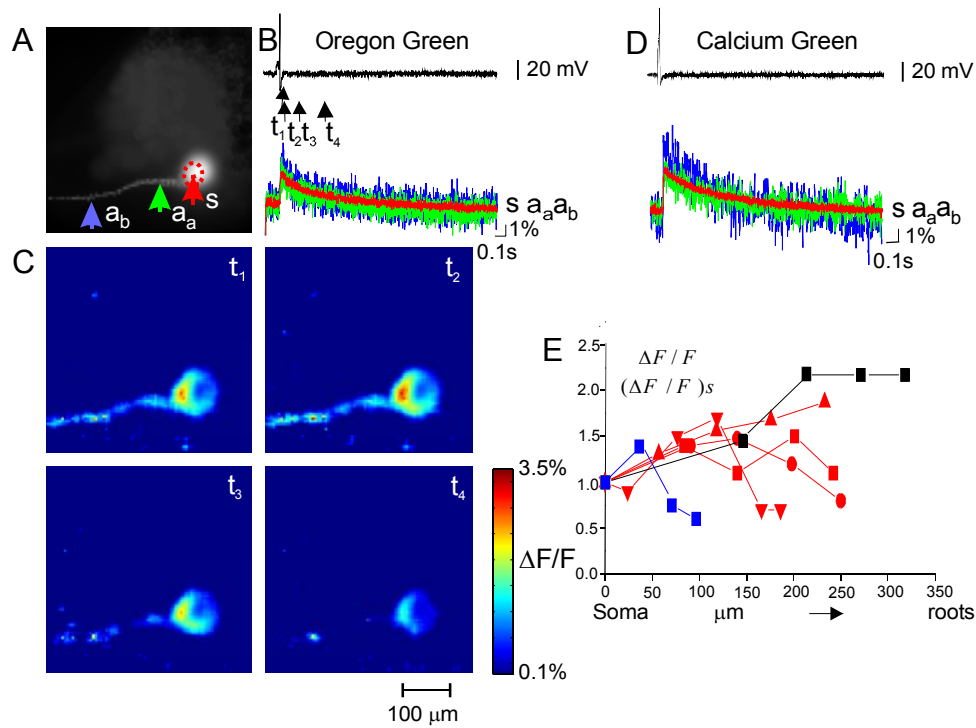 A
B
Oregon Green
20 mV
t1
t2
t3
t4
s aa ab
1%
0.1s
D
Calcium Green
20 mV
s aa ab
1%
0.1s
ab
aa
s
C
t1
t2
t3
t4
3.5%
ΔF/F
0.1%
100 μm
E
ΔF / F
(ΔF / F)s
2.5
2.0
1.5
1.0
0.5
0.0
0 50 100 150 200 250 300 350
Soma μm roots